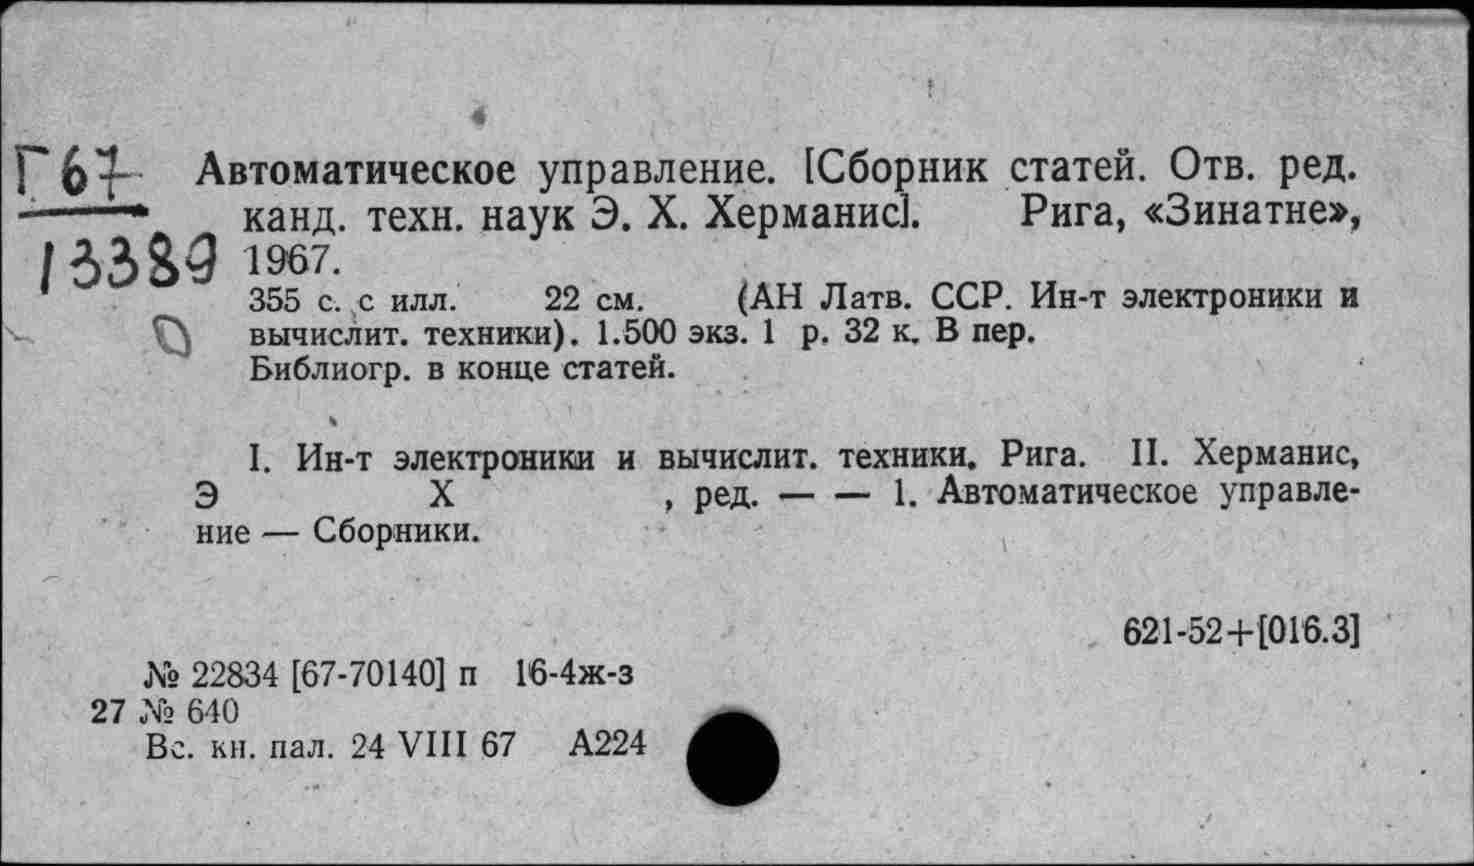 Г67
13389
Автоматическое управление. [Сборник статей. Отв. ред.
канд. техн. наук Э. Х. Херманис]. Рига, «Зинатне»,
1967.
355 с. с илл. 22 см. (АН Латв. ССР. Ин-т электроники и
вычислит. техники). 1.500 экз. 1 р. 32 к. В пер.
Библиогр. в конце статей.
I. Ин-т электроники и вычислит. техники. Рига. II. Херманис,
Э Х , ред. — — 1. Автоматическое управле-
ние — Сборники.
621-52+[016.3]
№ 22834 [67-70140] п 16-4ж-з
27 № 640
Вс. кн. пал. 24 VIII 67 А224